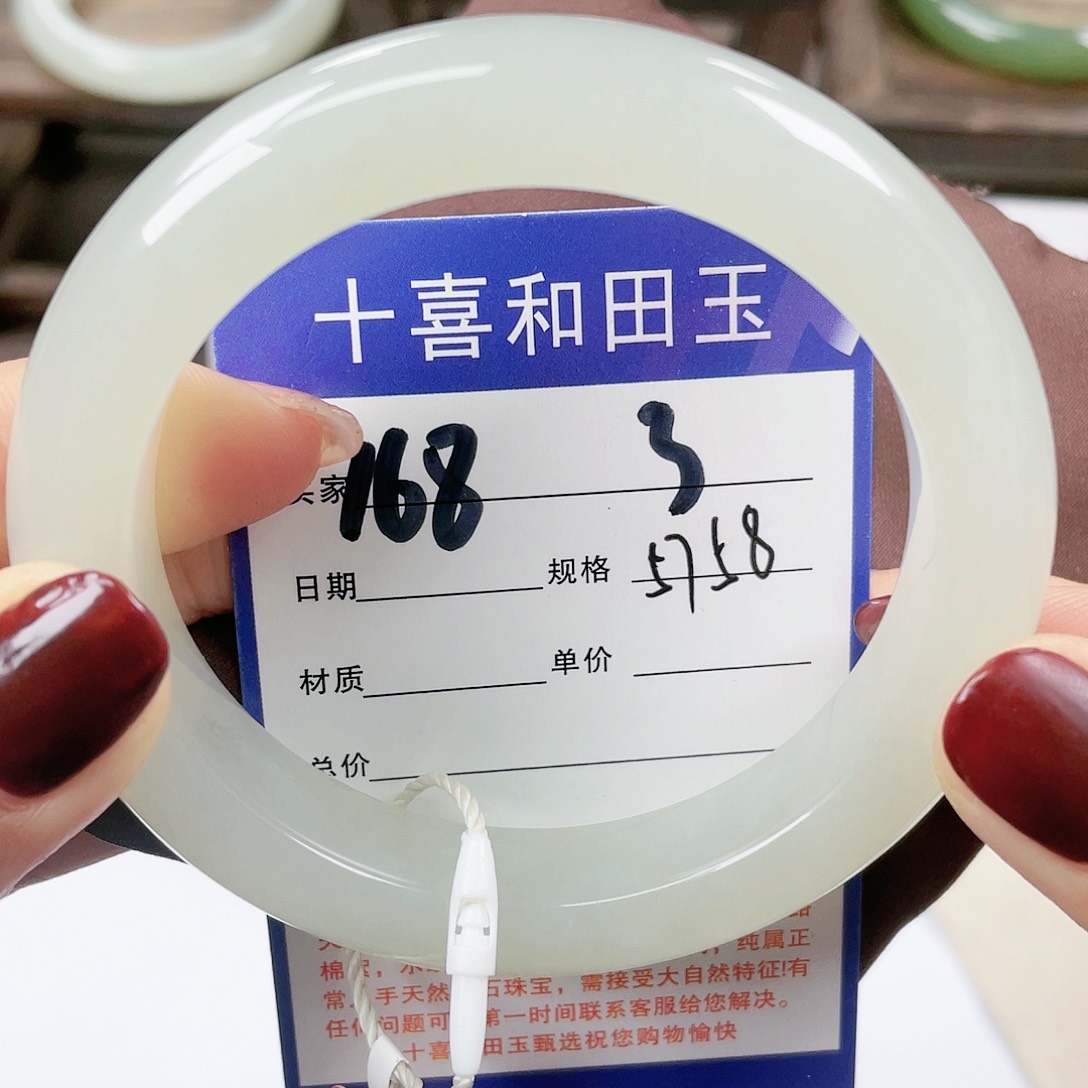 十喜和田玉
家 168 3
日期 规格 5758
材质 单价
总价
纯属正
棉絮，
常 手天然 石珠宝，需接受大自然特征!有
任何问题可 第一时间联系客服给您解决。
十喜 田玉甄选祝您购物愉快